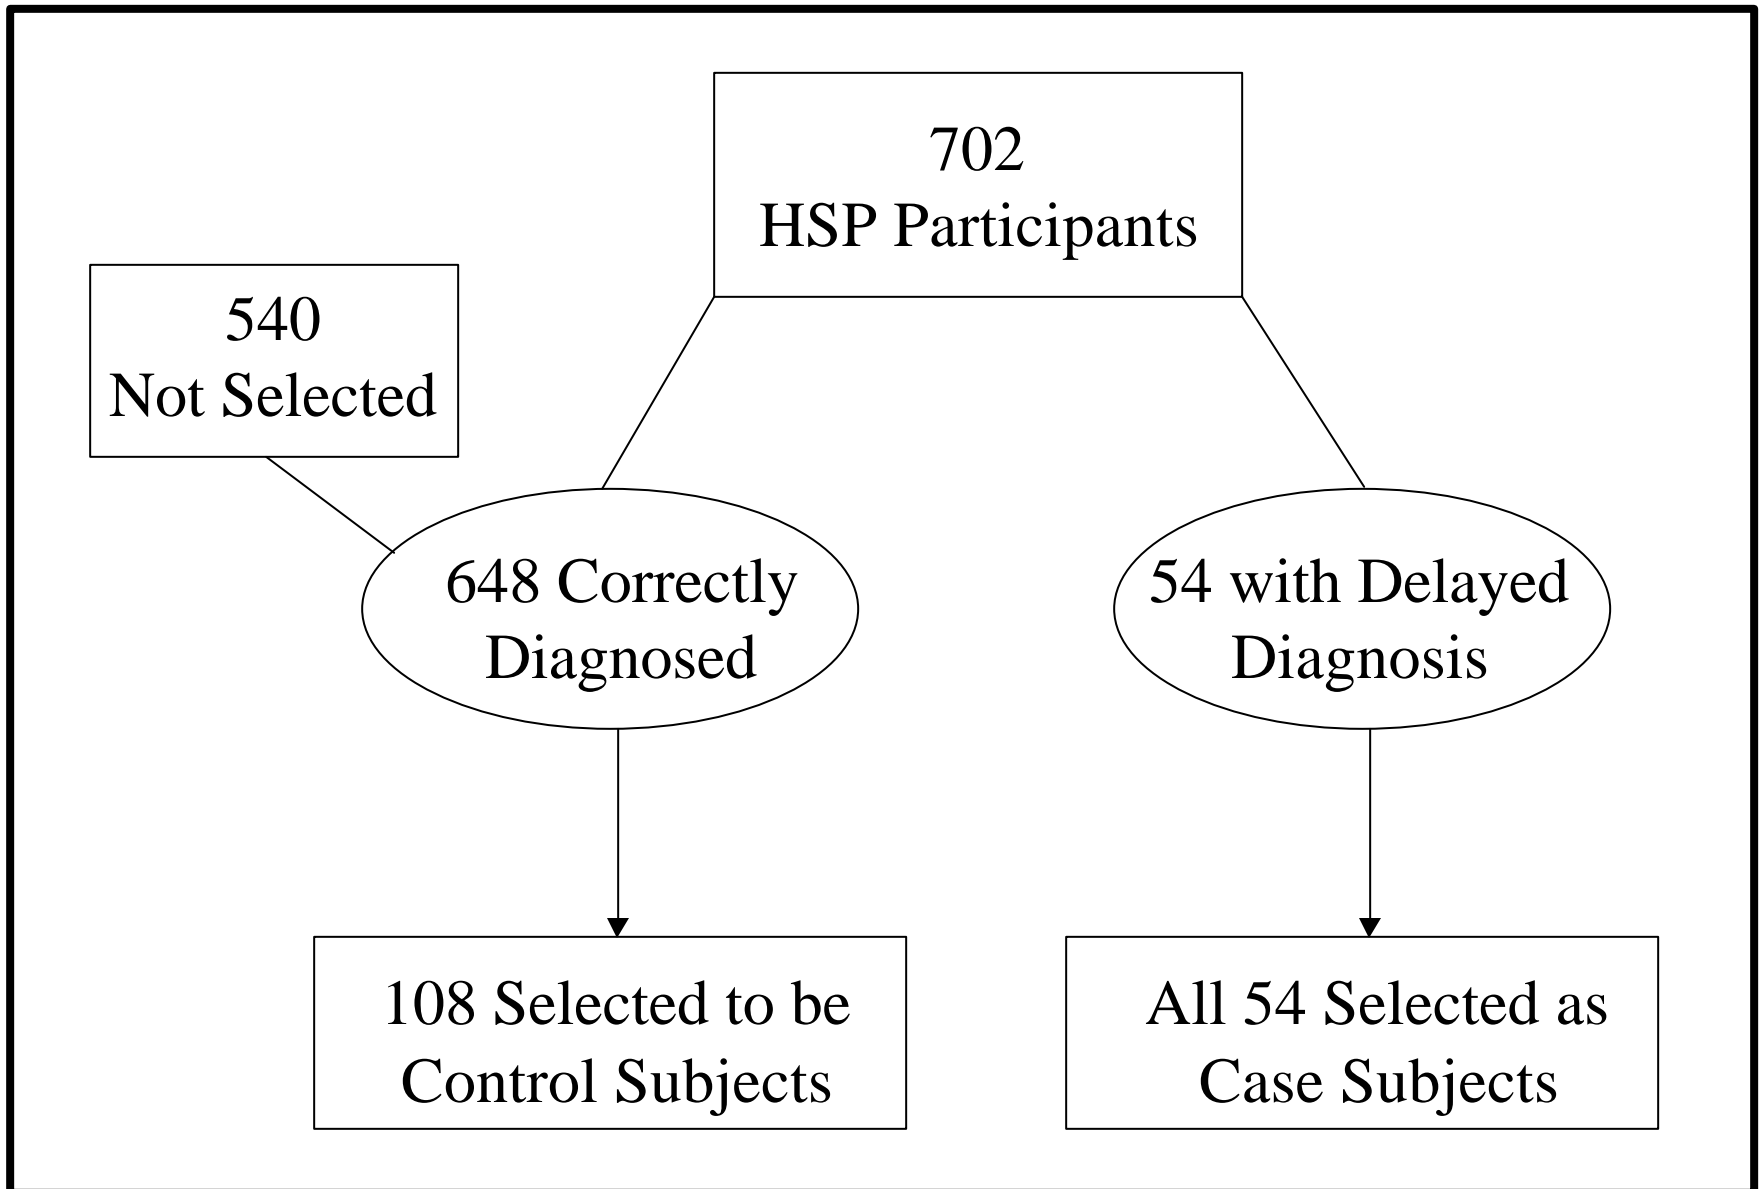 702
HSP Participants
540
Not Selected
648 Correctly
Diagnosed
54 with Delayed
Diagnosis
108 Selected to be
Control Subjects
All 54 Selected as
Case Subjects